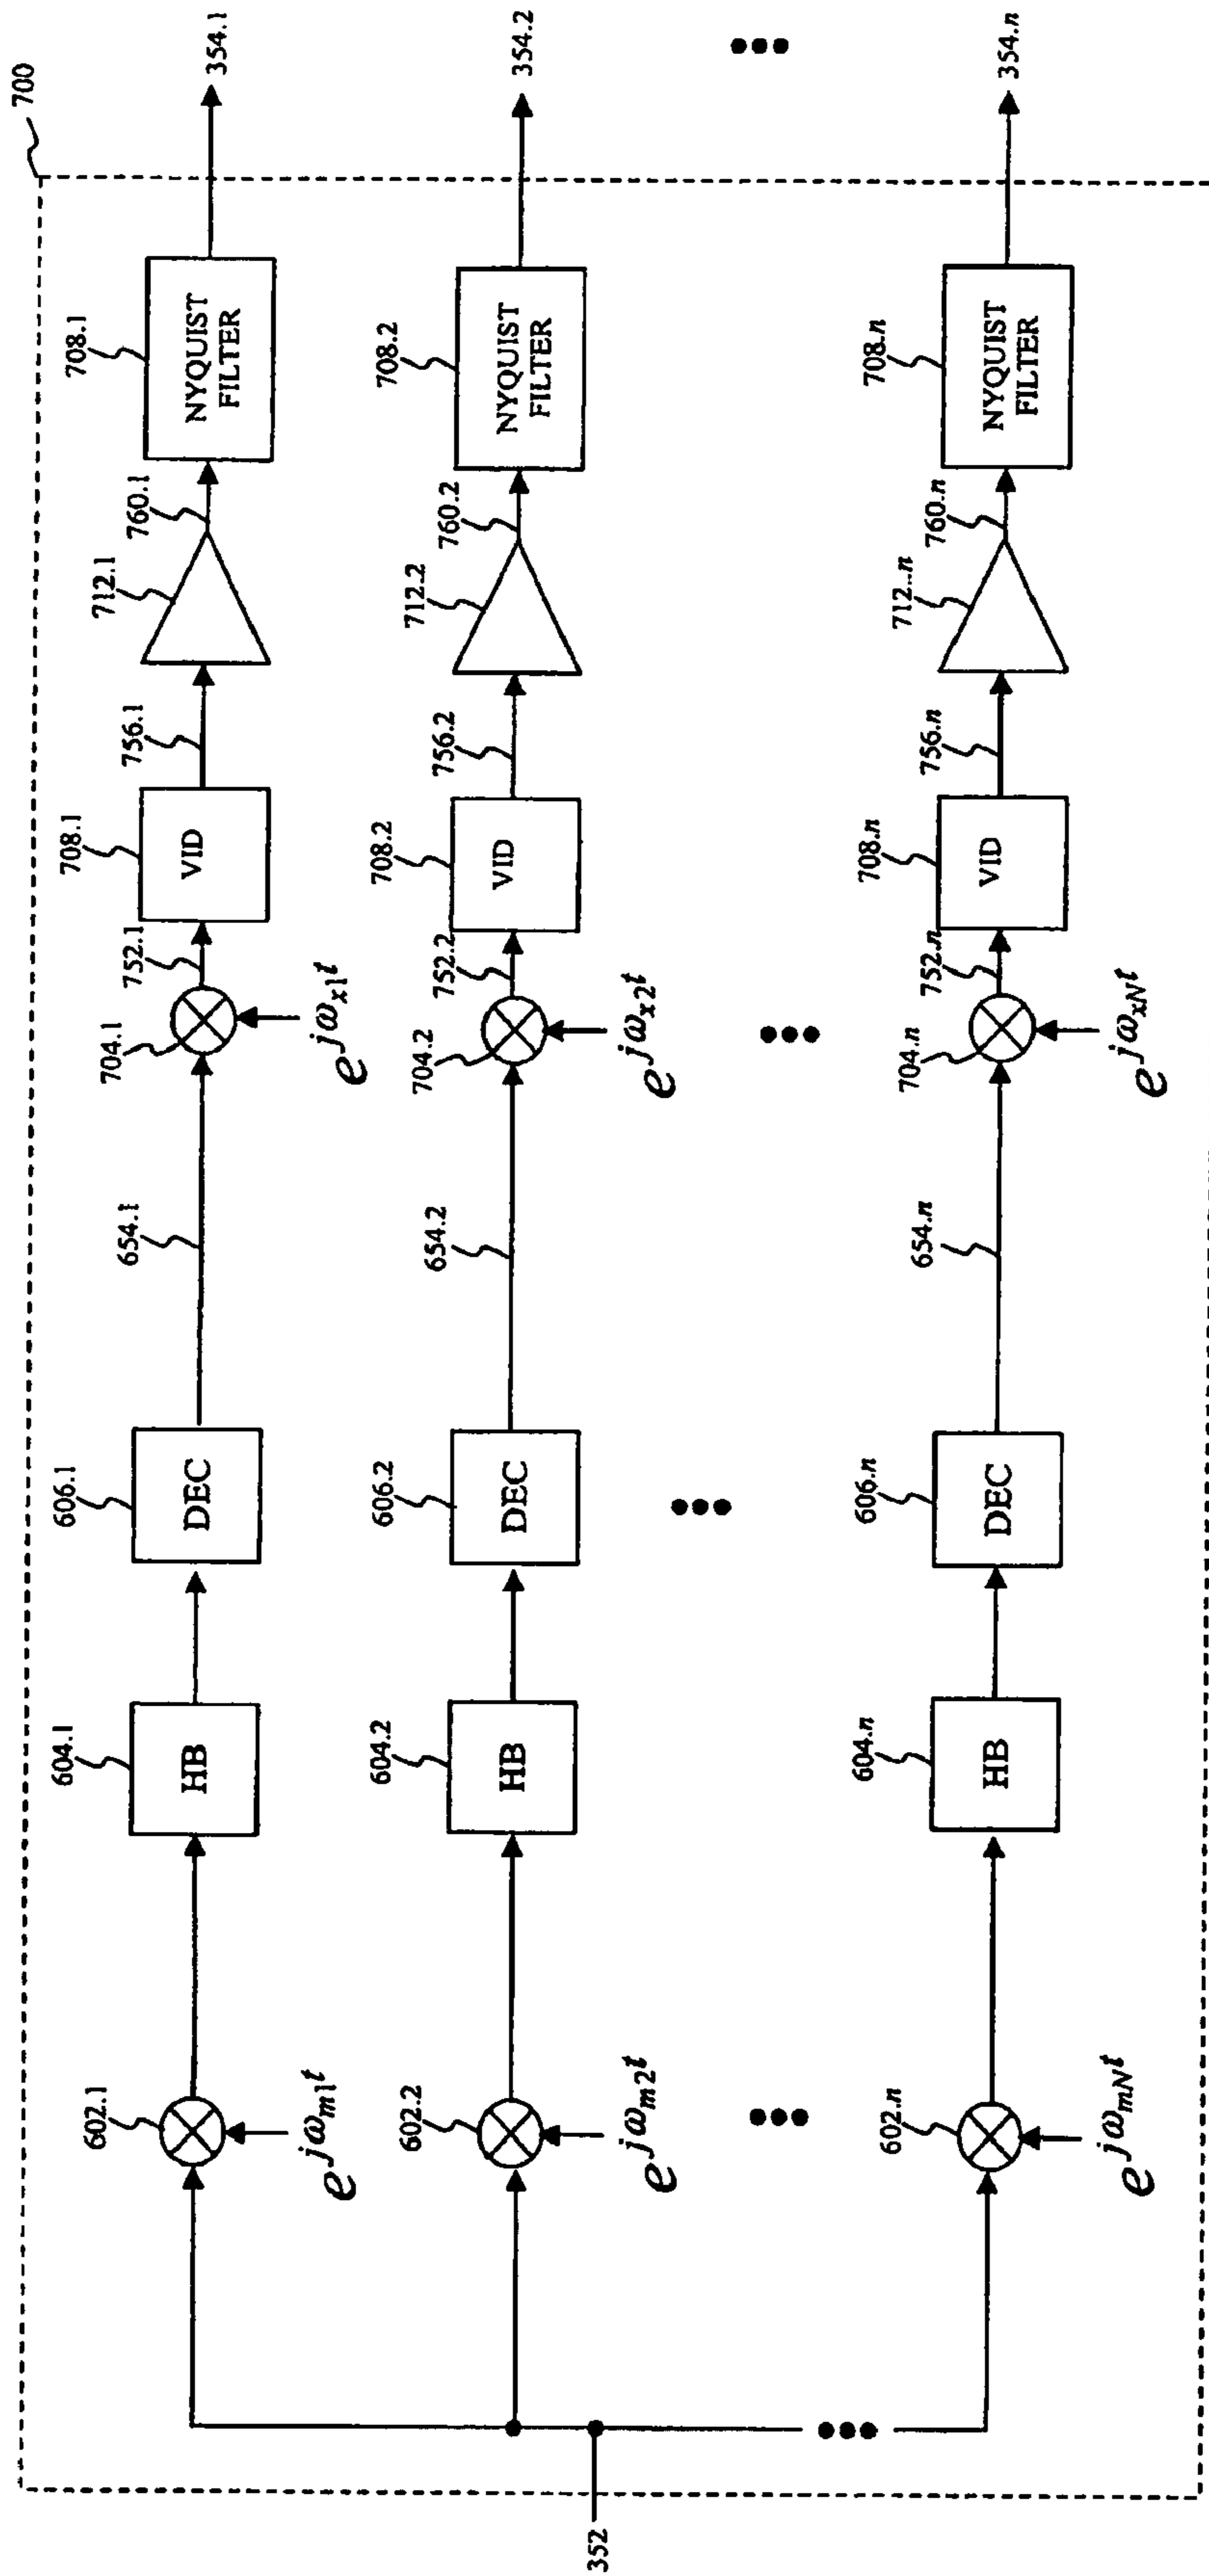 700
602.1
604.1
606.1
654.1
704.1
752.1
708.1
756.1
712.1
760.1
708.1
354.1
HB
DEC
VID
NYQUIST
FILTER
e^{jω_{m1}t}
e^{jω_{x1}t}
602.2
604.2
606.2
654.2
704.2
752.2
708.2
756.2
712.2
760.2
708.2
354.2
HB
DEC
VID
NYQUIST
FILTER
e^{jω_{m2}t}
e^{jω_{x2}t}
352
602.n
604.n
606.n
654.n
704.n
752.n
708.n
756.n
712..n
760.n
708.n
354.n
HB
DEC
VID
NYQUIST
FILTER
e^{jω_{mN}t}
e^{jω_{xN}t}